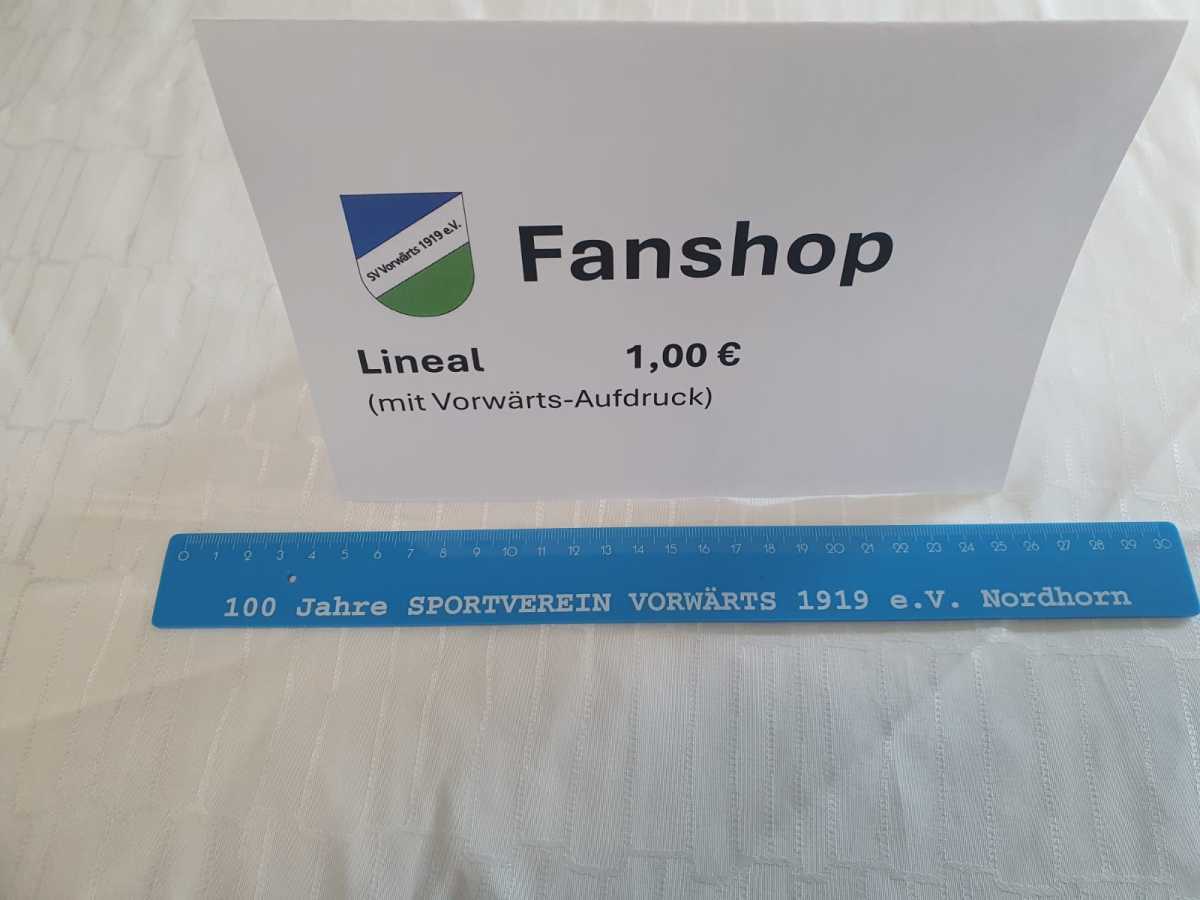 SV Vorwärts 1919 e.V.
Fanshop
Lineal 1,00 €
(mit Vorwärts-Aufdruck)
0 1 2 3 4 5 6 7 8 9 10 11 12 13 14 15 16 17 18 19 20 21 22 23 24 25 26 27 28 29 30
100 Jahre SPORTVEREIN VORWÄRTS 1919 e.V. Nordhorn